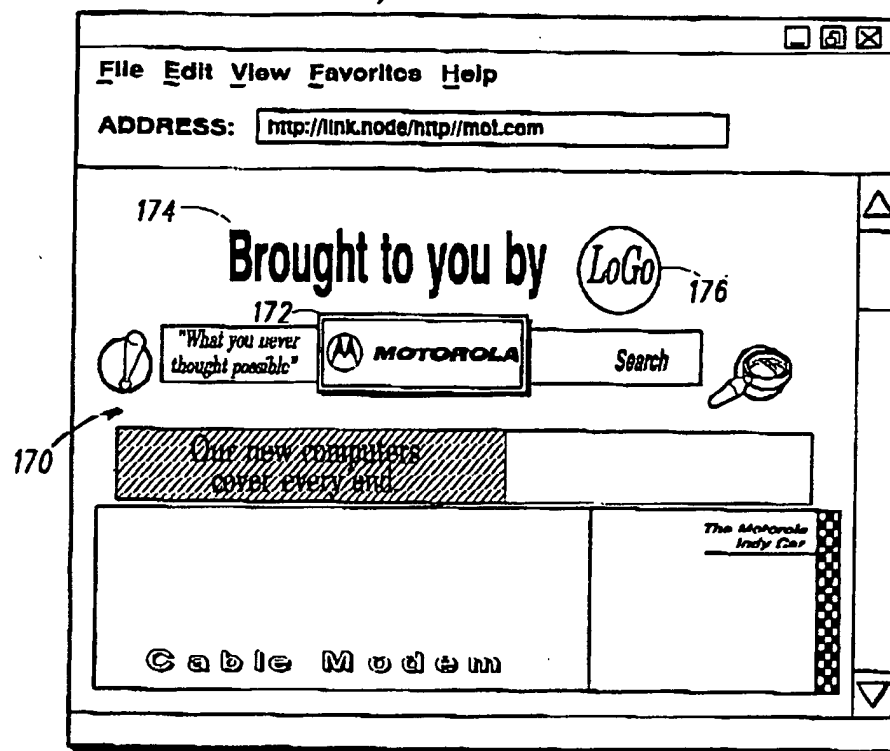 File Edit View Favorites Help
ADDRESS: http://link.node/http//mot.com
174
Brought to you by LoGo
176
172
"What you never
thought possible"
MOTOROLA
Search
170
Our new computers
cover every end.
The Motorola
Indy Car
Cable Modem